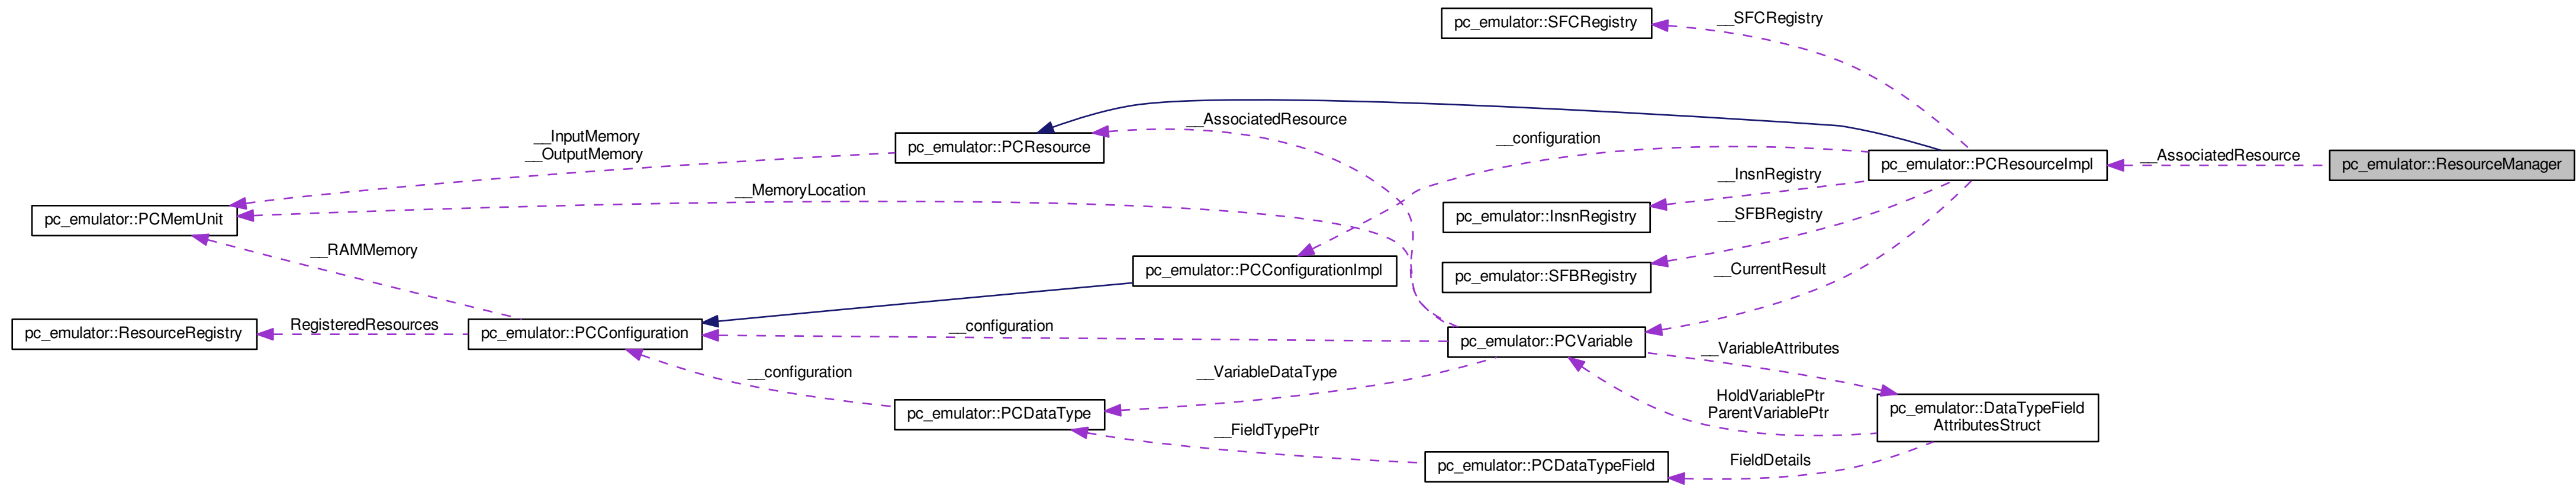 pc_emulator::SFCRegistry
__SFCRegistry
__AssociatedResource
__InputMemory
__OutputMemory
pc_emulator::PCResource
__configuration
pc_emulator::PCResourceImpl
__AssociatedResource
pc_emulator::ResourceManager
__InsnRegistry
__MemoryLocation
pc_emulator::PCMemUnit
pc_emulator::InsnRegistry
__SFBRegistry
__RAMMemory
pc_emulator::PCConfigurationImpl
pc_emulator::SFBRegistry
__CurrentResult
pc_emulator::ResourceRegistry
RegisteredResources
pc_emulator::PCConfiguration
__configuration
pc_emulator::PCVariable
__VariableAttributes
__configuration
__VariableDataType
HoldVariablePtr
ParentVariablePtr
pc_emulator::DataTypeField
AttributesStruct
pc_emulator::PCDataType
__FieldTypePtr
pc_emulator::PCDataTypeField
FieldDetails